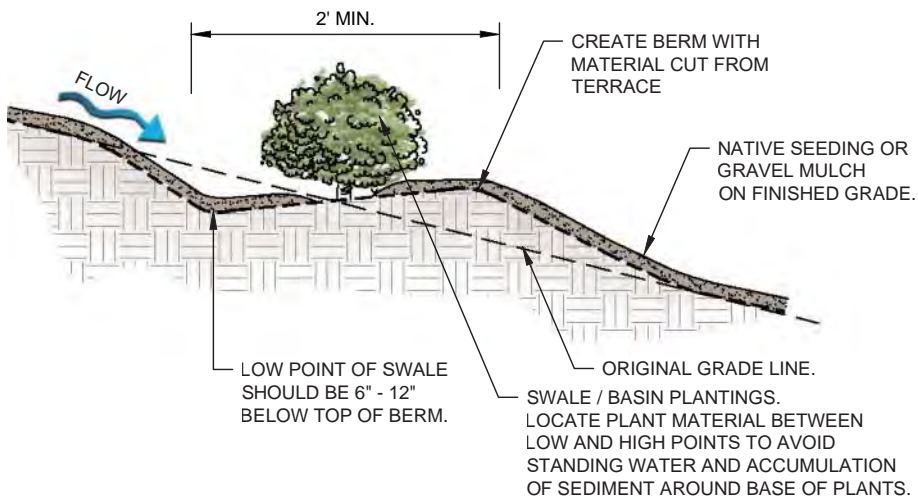 2' MIN.
CREATE BERM WITH
MATERIAL CUT FROM
TERRACE
FLOW
NATIVE SEEDING OR
GRAVEL MULCH
ON FINISHED GRADE.
LOW POINT OF SWALE
SHOULD BE 6" - 12"
BELOW TOP OF BERM.
ORIGINAL GRADE LINE.
SWALE / BASIN PLANTINGS.
LOCATE PLANT MATERIAL BETWEEN
LOW AND HIGH POINTS TO AVOID
STANDING WATER AND ACCUMULATION
OF SEDIMENT AROUND BASE OF PLANTS.